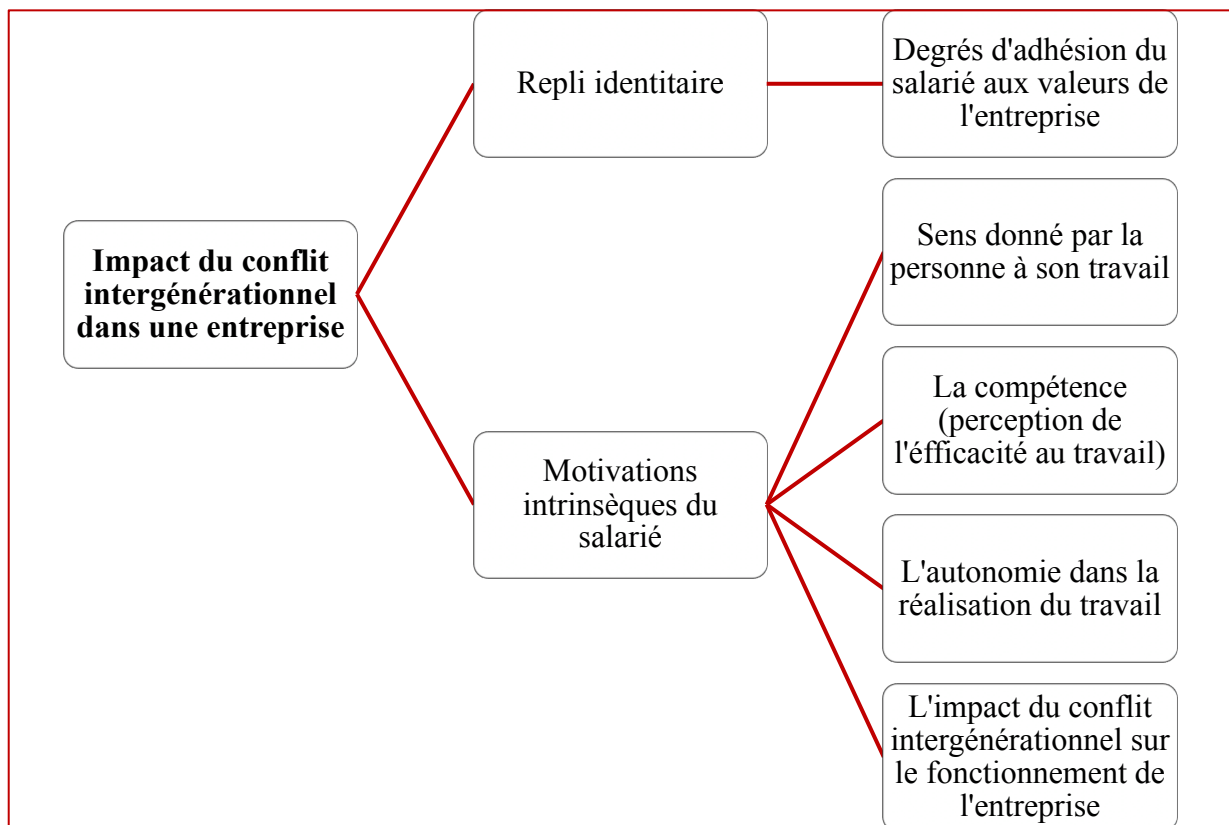 Repli identitaire
Degrés d'adhésion du
salarié aux valeurs de
l'entreprise
Impact du conflit
intergénérationnel
dans une entreprise
Sens donné par la
personne à son travail
La compétence
(perception de
l'éfficacité au travail)
Motivations
intrinsèques du
salarié
L'autonomie dans la
réalisation du travail
L'impact du conflit
intergénérationnel sur
le fonctionnement de
l'entreprise